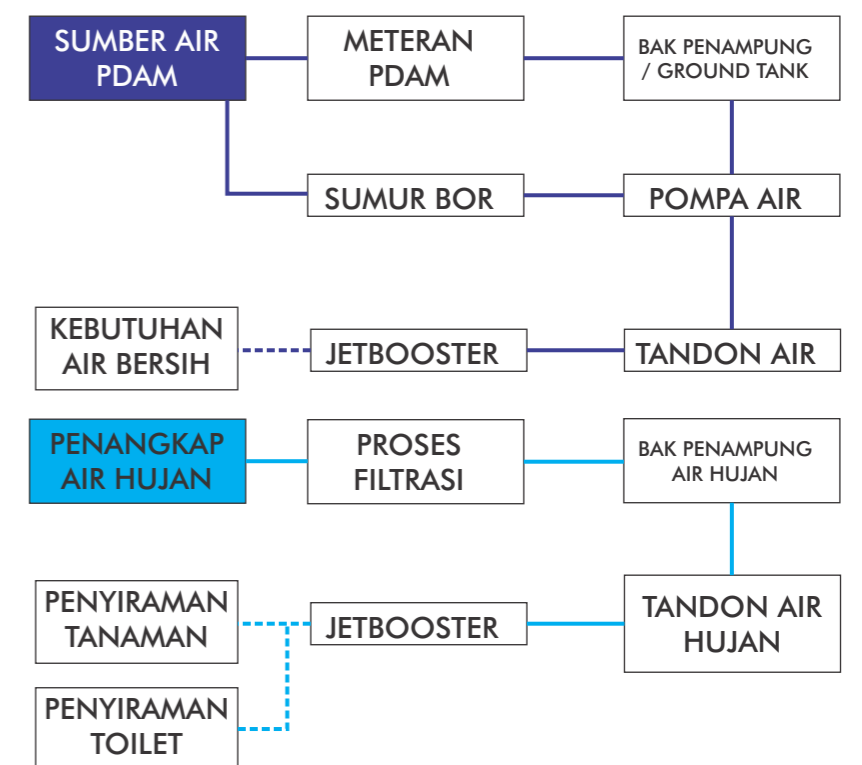 SUMBER AIR
PDAM
METERAN
PDAM
BAK PENAMPUNG
/ GROUND TANK
SUMUR BOR
POMPA AIR
KEBUTUHAN
AIR BERSIH
JETBOOSTER
TANDON AIR
PENANGKAP
AIR HUJAN
PROSES
FILTRASI
BAK PENAMPUNG
AIR HUJAN
PENYIRAMAN
TANAMAN
JETBOOSTER
TANDON AIR
HUJAN
PENYIRAMAN
TOILET